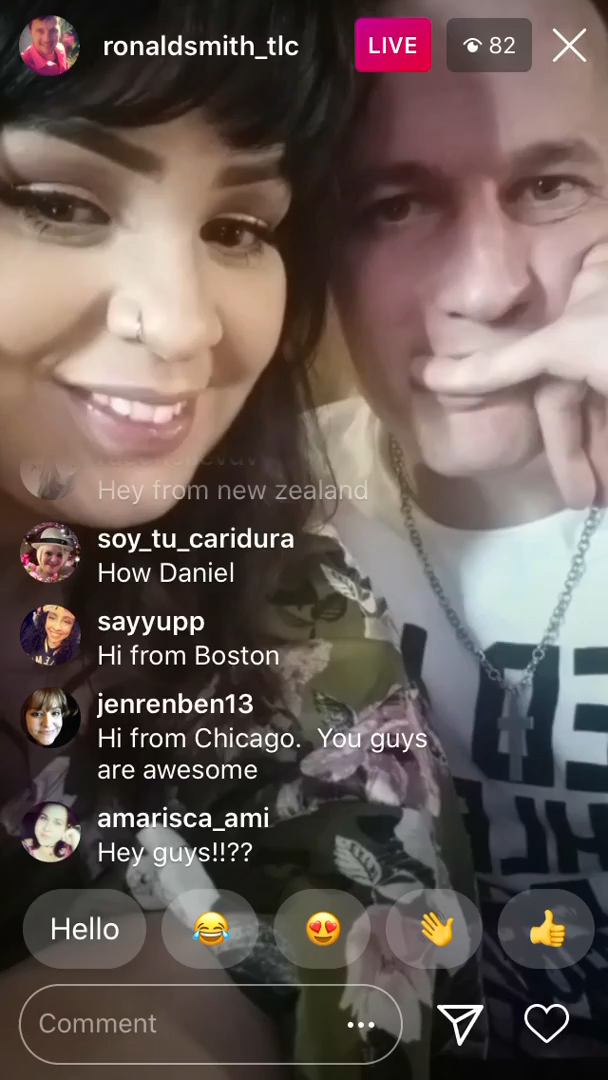 ronaldsmith_tlc
LIVE
82
Hey from new zealand
soy_tu_caridura
How Daniel
sayyupp
Hi from Boston
jenrenben13
Hi from Chicago.  You guys
are awesome
amarisca_ami
Hey guys!!??
Hello
Comment